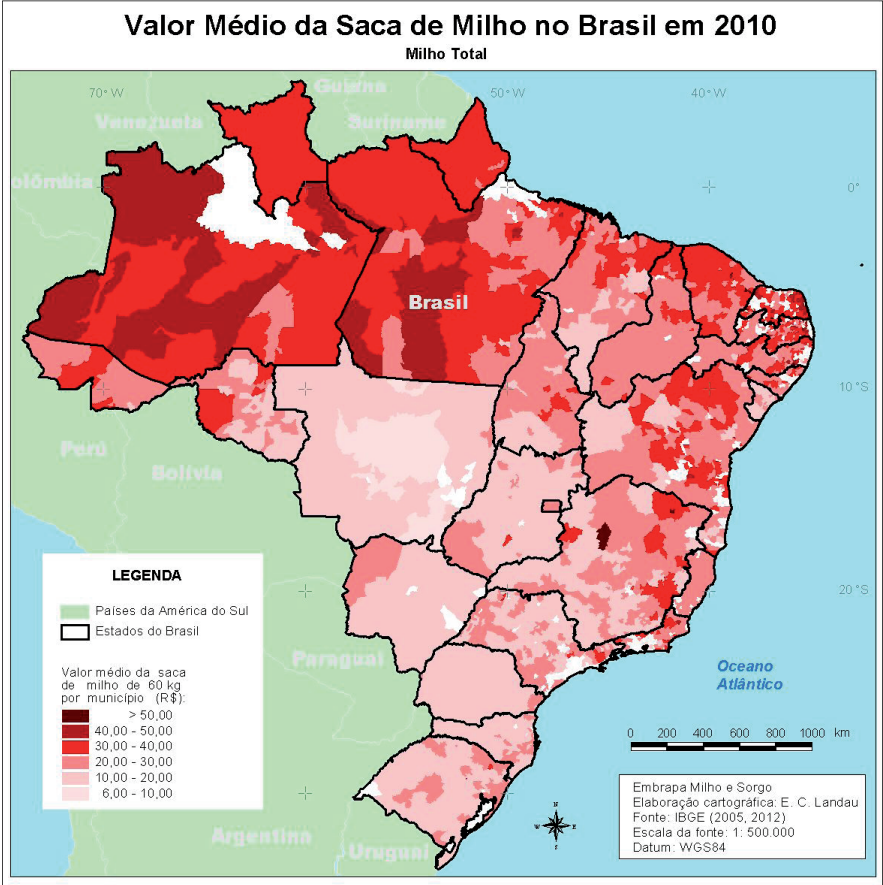 Valor Médio da Saca de Milho no Brasil em 2010
Milho Total
70° W
50° W
40° W
Guiana
Venezuela
Suriname
Colômbia
0°
Brasil
10° S
Perú
Bolívia
20° S
Paraguai
Oceano
Atlântico
Argentina
Uruguai
LEGENDA
Países da América do Sul
Estados do Brasil
Valor médio da saca
de milho de 60 kg
por município (R$):
> 50,00
40,00 - 50,00
30,00 - 40,00
20,00 - 30,00
10,00 - 20,00
6,00 - 10,00
0 200 400 600 800 1000 km
N
W E
S
Embrapa Milho e Sorgo
Elaboração cartográfica: E. C. Landau
Fonte: IBGE (2005, 2012)
Escala da fonte: 1: 500.000
Datum: WGS84